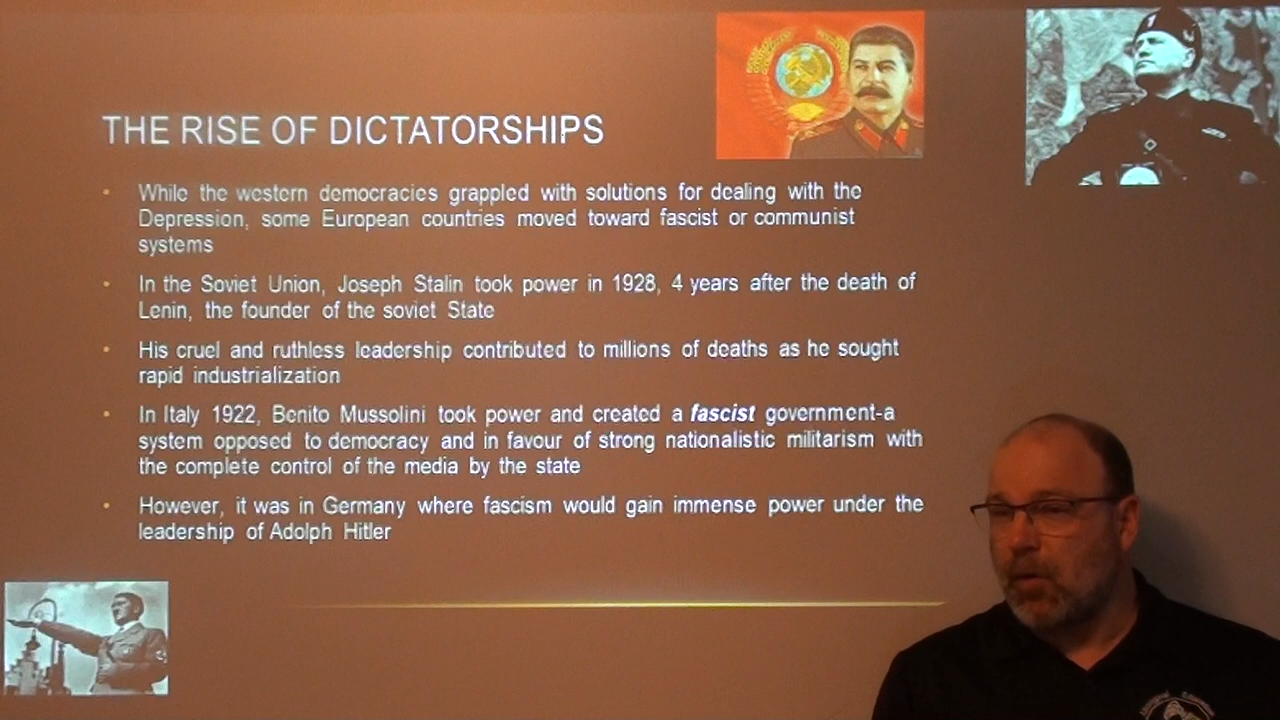 THE RISE OF DICTATORSHIPS
• While the western democracies grappled with solutions for dealing with the
Depression, some European countries moved toward fascist or communist
systems
• In the Soviet Union, Joseph Stalin took power in 1928, 4 years after the death of
Lenin, the founder of the soviet State
• His cruel and ruthless leadership contributed to millions of deaths as he sought
rapid industrialization
• In Italy 1922, Benito Mussolini took power and created a fascist government-a
system opposed to democracy and in favour of strong nationalistic militarism with
the complete control of the media by the state
• However, it was in Germany where fascism would gain immense power under the
leadership of Adolph Hitler